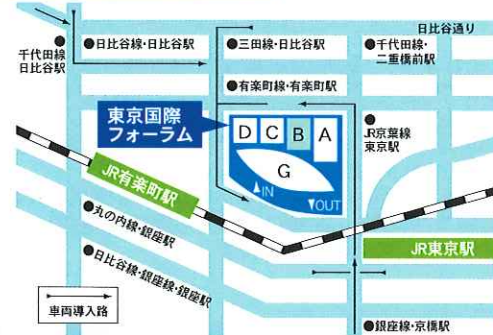 日比谷通り
千代田線
日比谷駅
●日比谷線・日比谷駅
●三田線・日比谷駅
●千代田線・
二重橋前駅
●有楽町線・有楽町駅
東京国際
フォーラム
D
C
B
A
G
▲IN
▼OUT
●JR京葉線
東京駅
JR有楽町駅
●丸の内線・銀座駅
●日比谷線・銀座線・銀座駅
JR東京駅
車両導入路
●銀座線・京橋駅